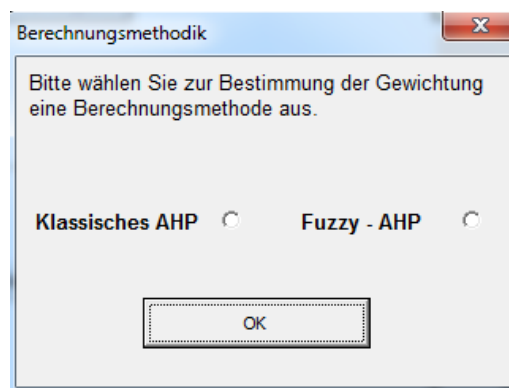 Berechnungsmethodik
Bitte wählen Sie zur Bestimmung der Gewichtung
eine Berechnungsmethode aus.
Klassisches AHP Fuzzy - AHP
OK